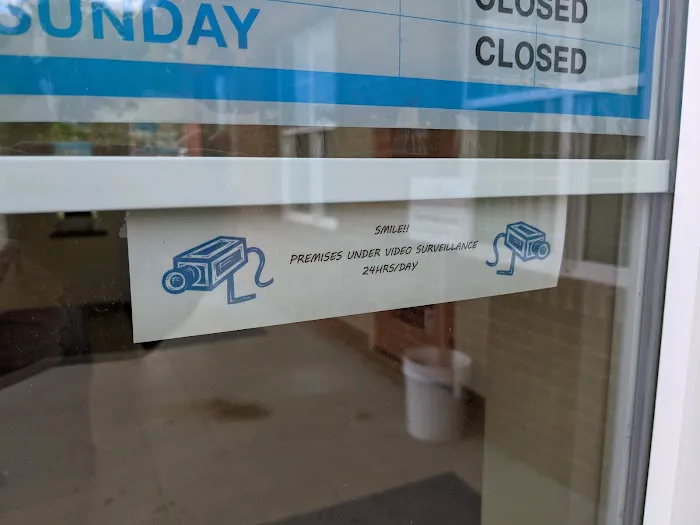 CLOSED
SUNDAY CLOSED
SMILE!!
PREMISES UNDER VIDEO SURVEILLANCE
24HRS/DAY